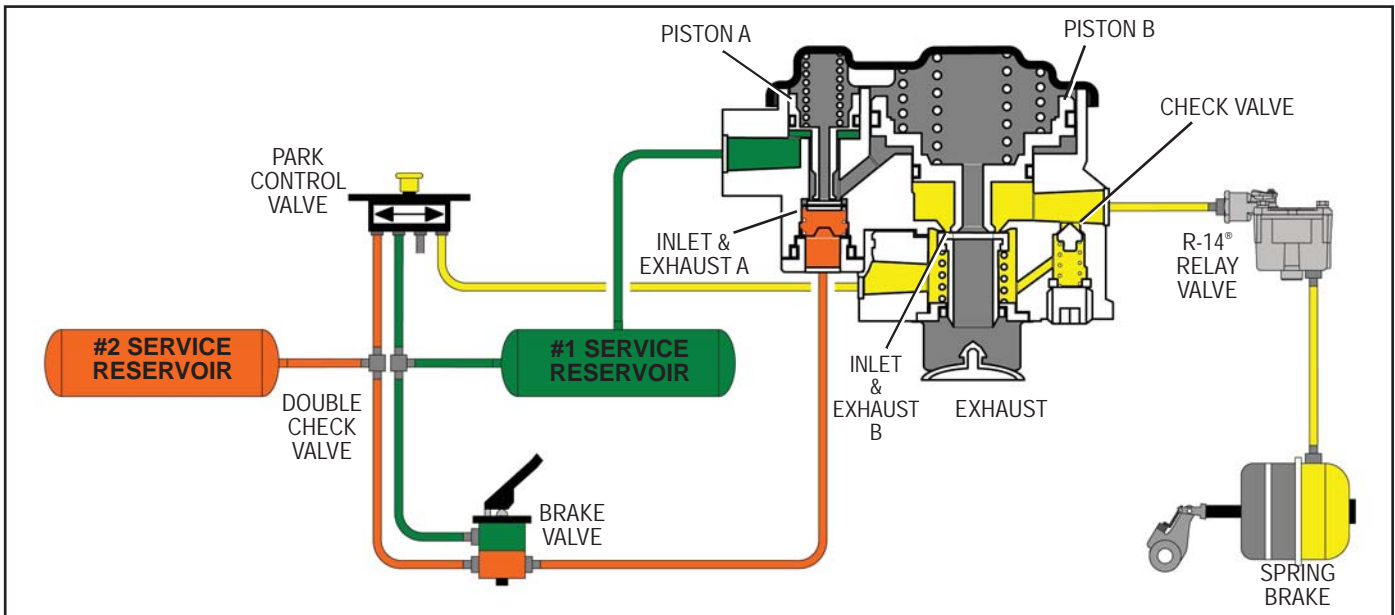 PISTON A
PISTON B
CHECK VALVE
PARK
CONTROL
VALVE
INLET &
EXHAUST A
R-14®
RELAY
VALVE
#2 SERVICE
RESERVOIR
#1 SERVICE
RESERVOIR
INLET
&
EXHAUST
B
EXHAUST
DOUBLE
CHECK
VALVE
BRAKE
VALVE
SPRING
BRAKE